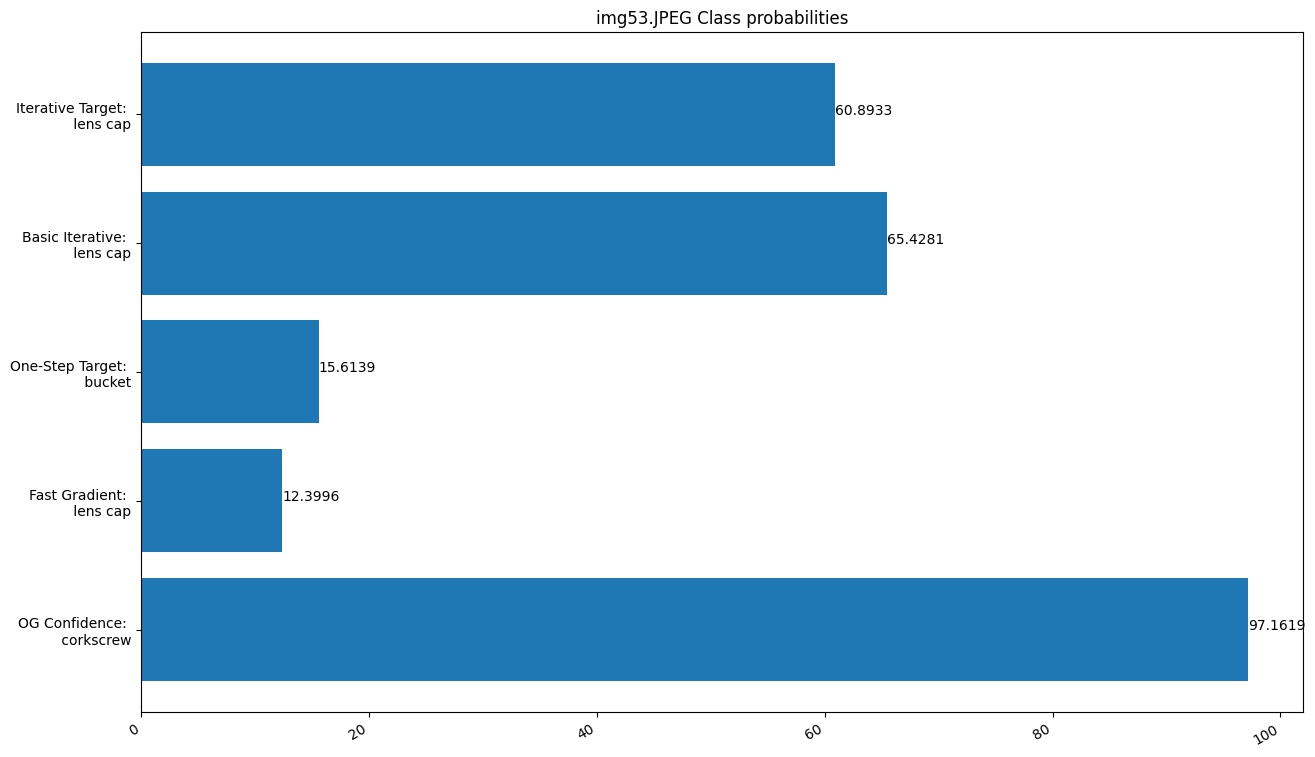 img53.JPEG Class probabilities
Iterative Target:
lens cap
60.8933
Basic Iterative:
lens cap
65.4281
One-Step Target:
bucket
15.6139
Fast Gradient:
lens cap
12.3996
OG Confidence:
corkscrew
97.1619
0 20 40 60 80 100